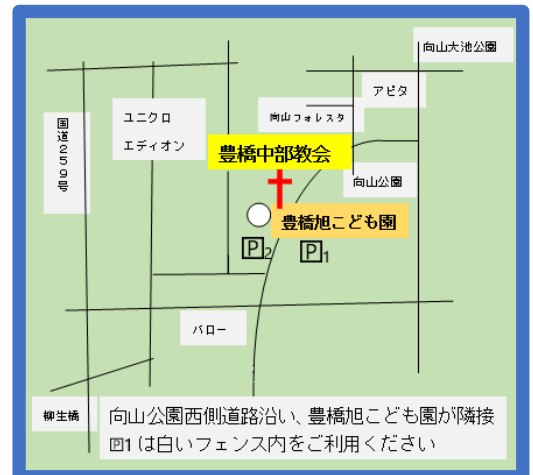 向山大池公園
アピタ
ユニクロ
エディオン
向山フォレスタ
国道259号
豊橋中部教会
向山公園
豊橋旭こども園
P2
P1
バロー
柳生橋
向山公園西側道路沿い、豊橋旭こども園が隣接
P1は白いフェンス内をご利用ください